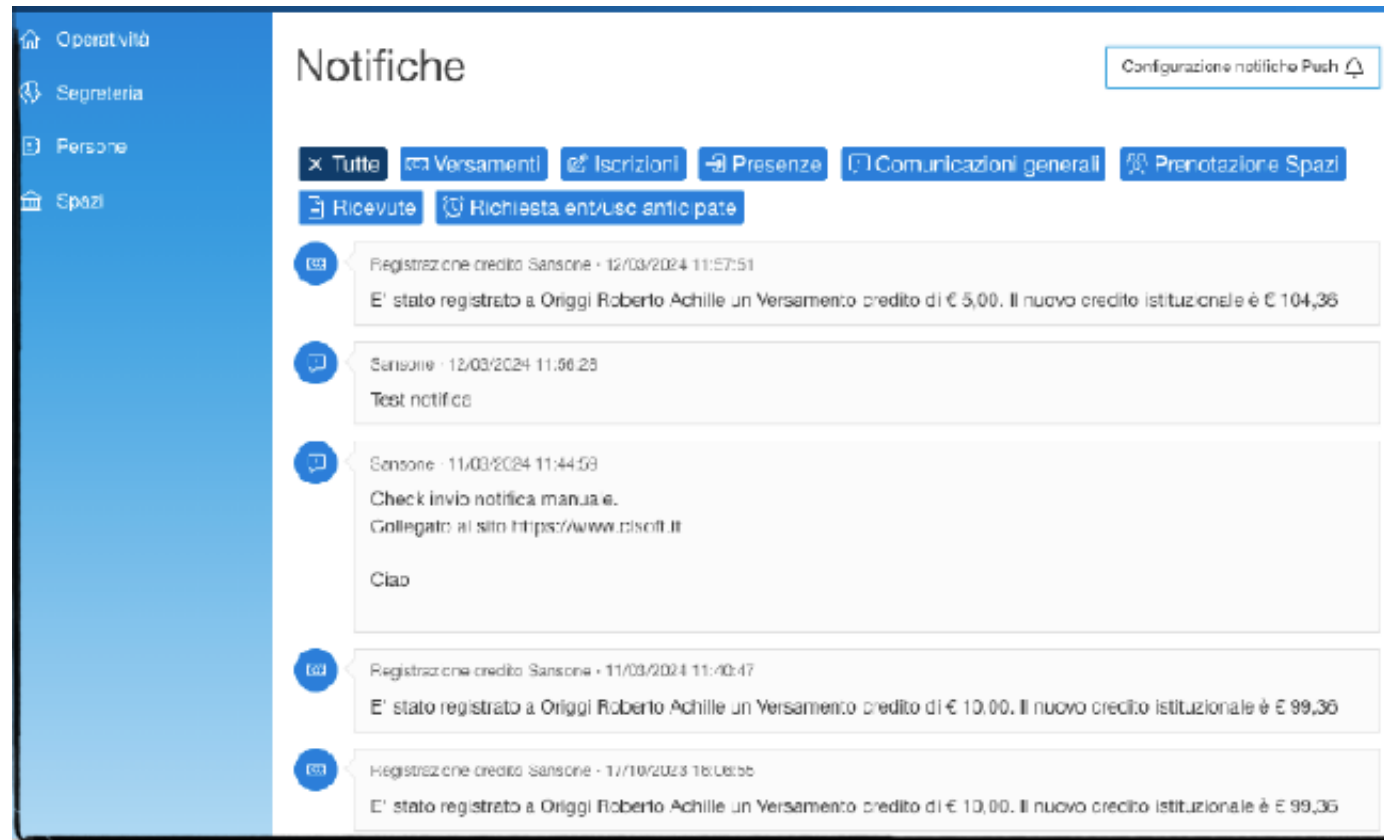 Operatività
Segreteria
Persone
Spazi
Notifiche
Configurazione notifiche Push
× Tutte
Versamenti
Iscrizioni
Presenze
Comunicazioni generali
Prenotazione Spazi
Ricevute
Richiesta ent/usc anticipate
Registrazione credito Sansone - 12/03/2024 11:57:51
E' stato registrato a Origgi Roberto Achille un Versamento credito di € 5,00. Il nuovo credito istituzionale è € 104,36
Sansone - 12/03/2024 11:56:28
Test notifica
Sansone - 11/03/2024 11:44:59
Check invio notifica manuale.
Collegato al sito https://www.clsoft.it
Ciao
Registrazione credito Sansone - 11/03/2024 11:40:47
E' stato registrato a Origgi Roberto Achille un Versamento credito di € 10,00. Il nuovo credito istituzionale è € 99,36
Registrazione credito Sansone - 17/10/2023
E' stato registrato a Origgi Roberto Achille un Versamento credito di € 10,00. Il nuovo credito istituzionale è € 99,36